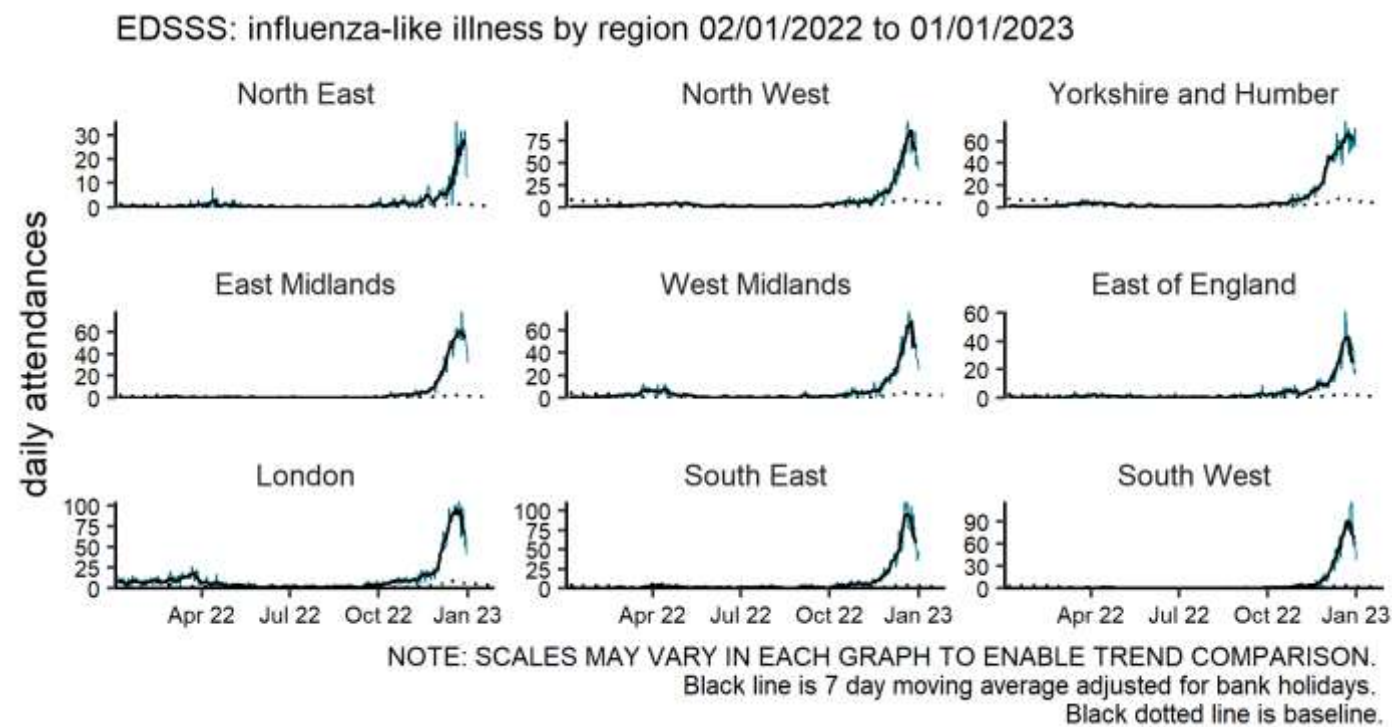 EDSSS: influenza-like illness by region 02/01/2022 to 01/01/2023
daily attendances
North East
30
20
10
0
North West
75
50
25
0
Yorkshire and Humber
60
40
20
0
East Midlands
60
40
20
0
West Midlands
60
40
20
0
East of England
60
40
20
0
London
100
75
50
25
0
Apr 22 Jul 22 Oct 22 Jan 23
South East
100
75
50
25
0
Apr 22 Jul 22 Oct 22 Jan 23
South West
90
60
30
0
Apr 22 Jul 22 Oct 22 Jan 23
NOTE: SCALES MAY VARY IN EACH GRAPH TO ENABLE TREND COMPARISON.
Black line is 7 day moving average adjusted for bank holidays.
Black dotted line is baseline